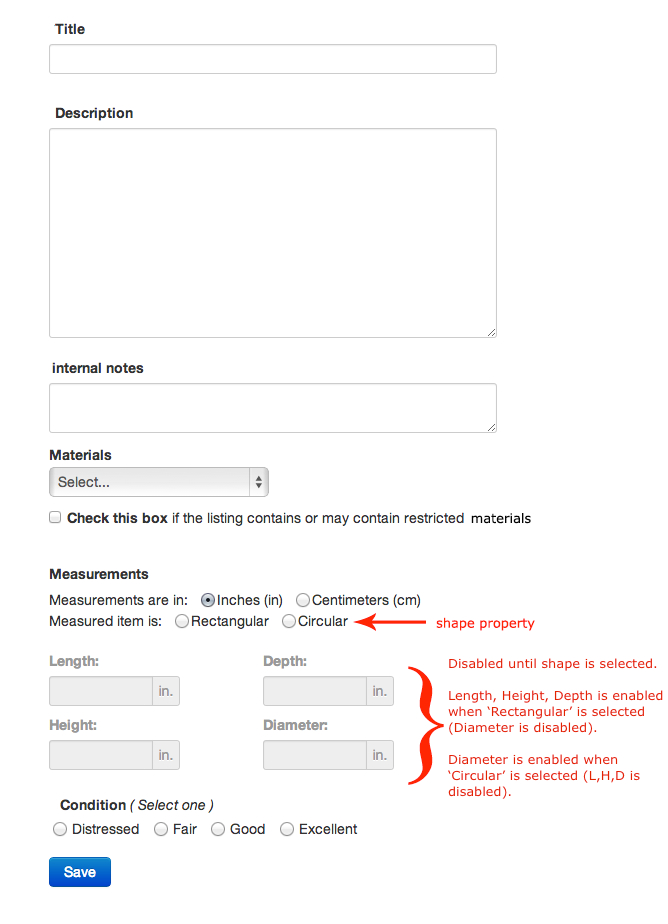 Title
Description
internal notes
Materials
Select...
Check this box if the listing contains or may contain restricted materials
Measurements
Measurements are in: Inches (in) Centimeters (cm)
Measured item is: Rectangular Circular
shape property
Length: Depth:
in. in.
Height: Diameter:
in. in.
Disabled until shape is selected.
Length, Height, Depth is enabled
when ‘Rectangular’ is selected
(Diameter is disabled).
Diameter is enabled when
‘Circular’ is selected (L,H,D is
disabled).
Condition ( Select one )
Distressed Fair Good Excellent
Save